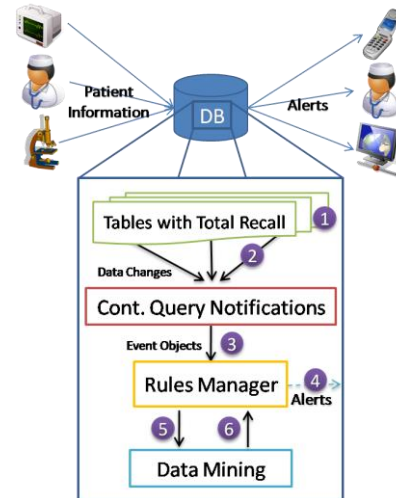 Patient
Information
DB
Alerts
Tables with Total Recall
1
2
Data Changes
Cont. Query Notifications
Event Objects
3
Rules Manager
4
Alerts
5
6
Data Mining